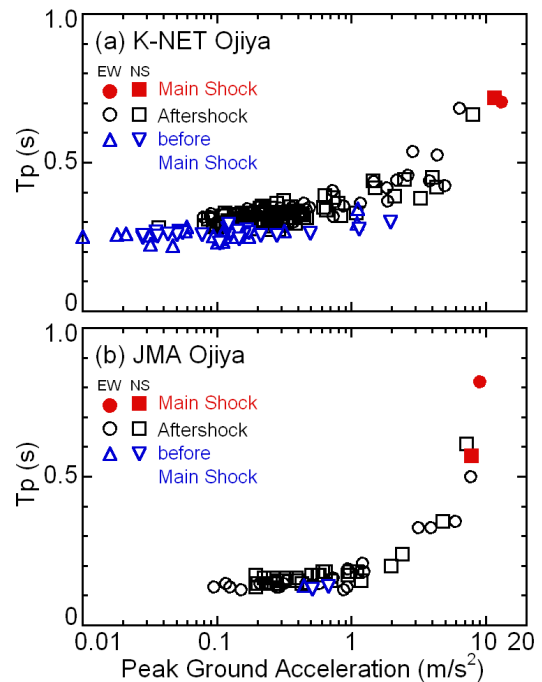 1.0
(a) K-NET Ojiya
EW NS
Main Shock
Aftershock
before
Main Shock
Tp (s)
0.5
0
1.0
(b) JMA Ojiya
EW NS
Main Shock
Aftershock
before
Main Shock
Tp (s)
0.5
0
0.01 0.1 1 10 20
Peak Ground Acceleration (m/s²)